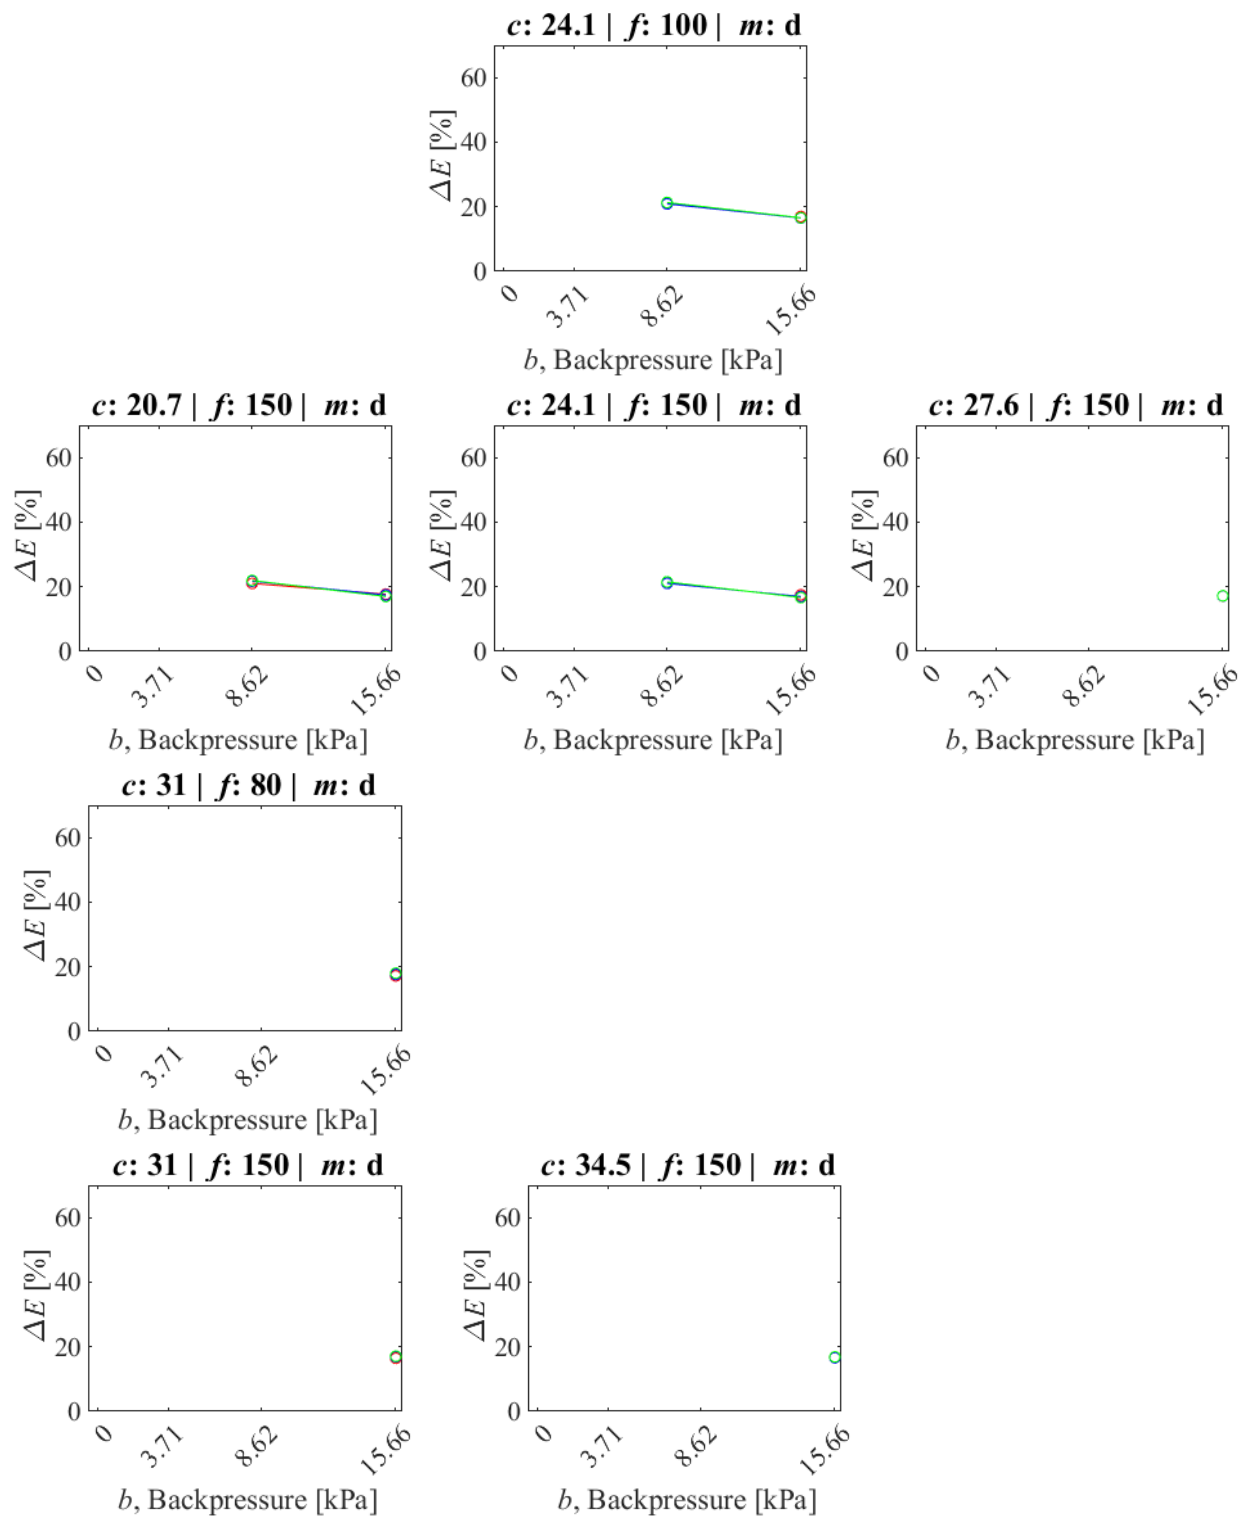 c: 24.1 | f: 100 | m: d
ΔE [%]
60
40
20
0
0
3.71
8.62
15.66
b, Backpressure [kPa]
c: 20.7 | f: 150 | m: d
ΔE [%]
60
40
20
0
0
3.71
8.62
15.66
b, Backpressure [kPa]
c: 24.1 | f: 150 | m: d
ΔE [%]
60
40
20
0
0
3.71
8.62
15.66
b, Backpressure [kPa]
c: 27.6 | f: 150 | m: d
ΔE [%]
60
40
20
0
0
3.71
8.62
15.66
b, Backpressure [kPa]
c: 31 | f: 80 | m: d
ΔE [%]
60
40
20
0
0
3.71
8.62
15.66
b, Backpressure [kPa]
c: 31 | f: 150 | m: d
ΔE [%]
60
40
20
0
0
3.71
8.62
15.66
b, Backpressure [kPa]
c: 34.5 | f: 150 | m: d
ΔE [%]
60
40
20
0
0
3.71
8.62
15.66
b, Backpressure [kPa]